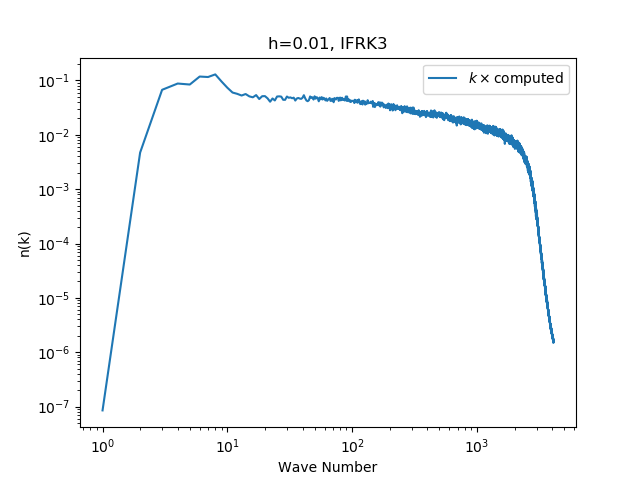 h=0.01, IFRK3
k × computed
n(k)
10⁻¹
10⁻²
10⁻³
10⁻⁴
10⁻⁵
10⁻⁶
10⁻⁷
10⁰ 10¹ 10² 10³
Wave Number